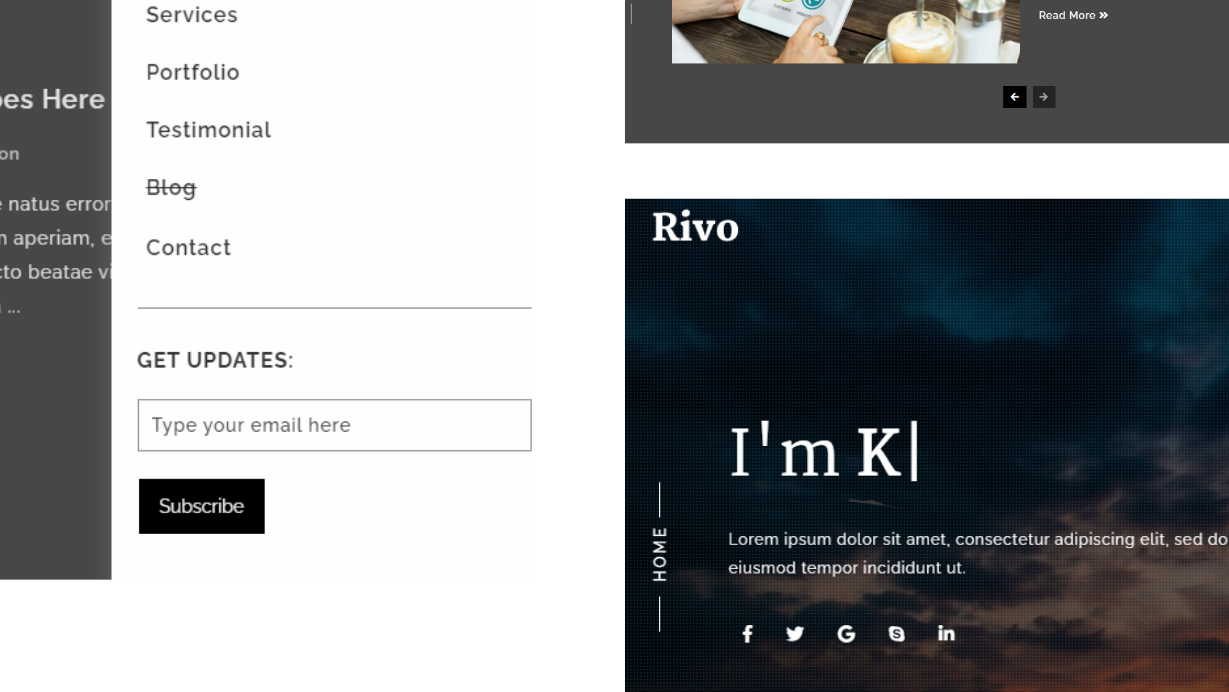 Services
Portfolio
oes Here
Testimonial
on
Blog
e natus error
n aperiam, e
Contact
cto beatae vi
...
GET UPDATES:
Type your email here
Subscribe
Read More »
Rivo
I'm K|
HOME
Lorem ipsum dolor sit amet, consectetur adipiscing elit, sed do
eiusmod tempor incididunt ut.